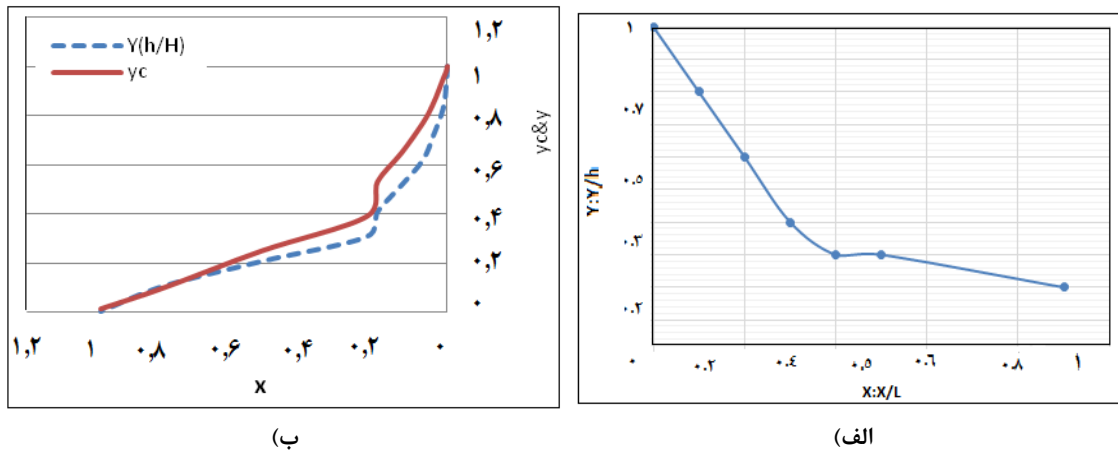 Y(h/H)
yc
۱,۲
۱
۰,۸
۰,۶
۰,۴
۰,۲
۰
yc&y
۱,۲ ۱ ۰,۸ ۰,۶ ۰,۴ ۰,۲ ۰
X
ب)
۱
۰.۷
۰.۵
۰.۳
۰.۲
Y:Y/h
۰ ۰.۲ ۰.۴ ۰.۵ ۰.۶ ۰.۸ ۱
X:X/L
الف)